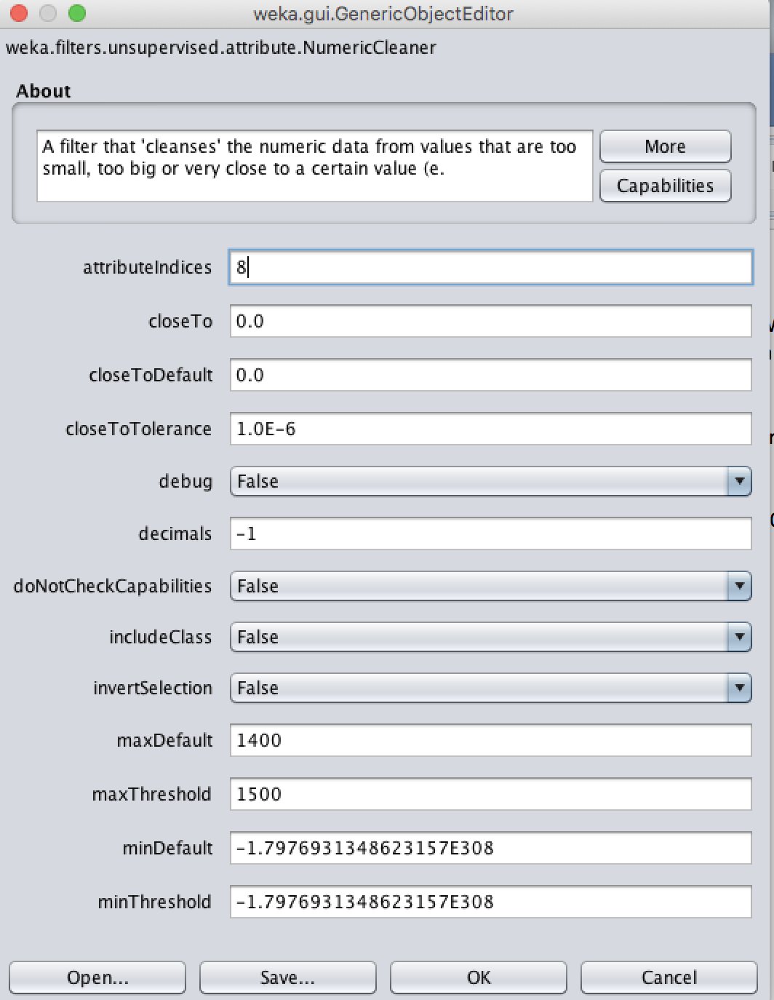 weka.gui.GenericObjectEditor
weka.filters.unsupervised.attribute.NumericCleaner
About
A filter that 'cleanses' the numeric data from values that are too
small, too big or very close to a certain value (e.
More
Capabilities
attributeIndices 8
closeTo 0.0
closeToDefault 0.0
closeToTolerance 1.0E-6
debug False
decimals -1
doNotCheckCapabilities False
includeClass False
invertSelection False
maxDefault 1400
maxThreshold 1500
minDefault -1.7976931348623157E308
minThreshold -1.7976931348623157E308
Open... Save... OK Cancel